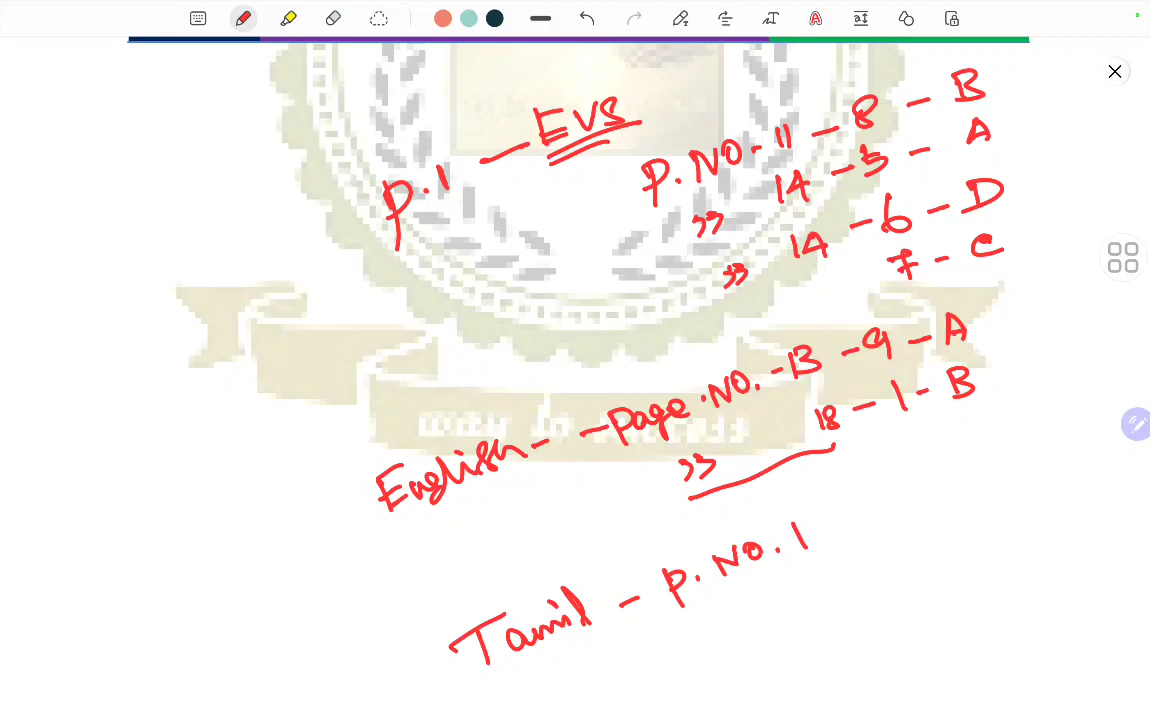 P.1 - EVS
P.NO - 11 - 8 - B
,, 14 - 5 - A
,, 14 - 6 - D
7 - C
English - - Page.NO. - 13 - 9 - A
,, 18 - 1 - B
Tamil - P.NO.1